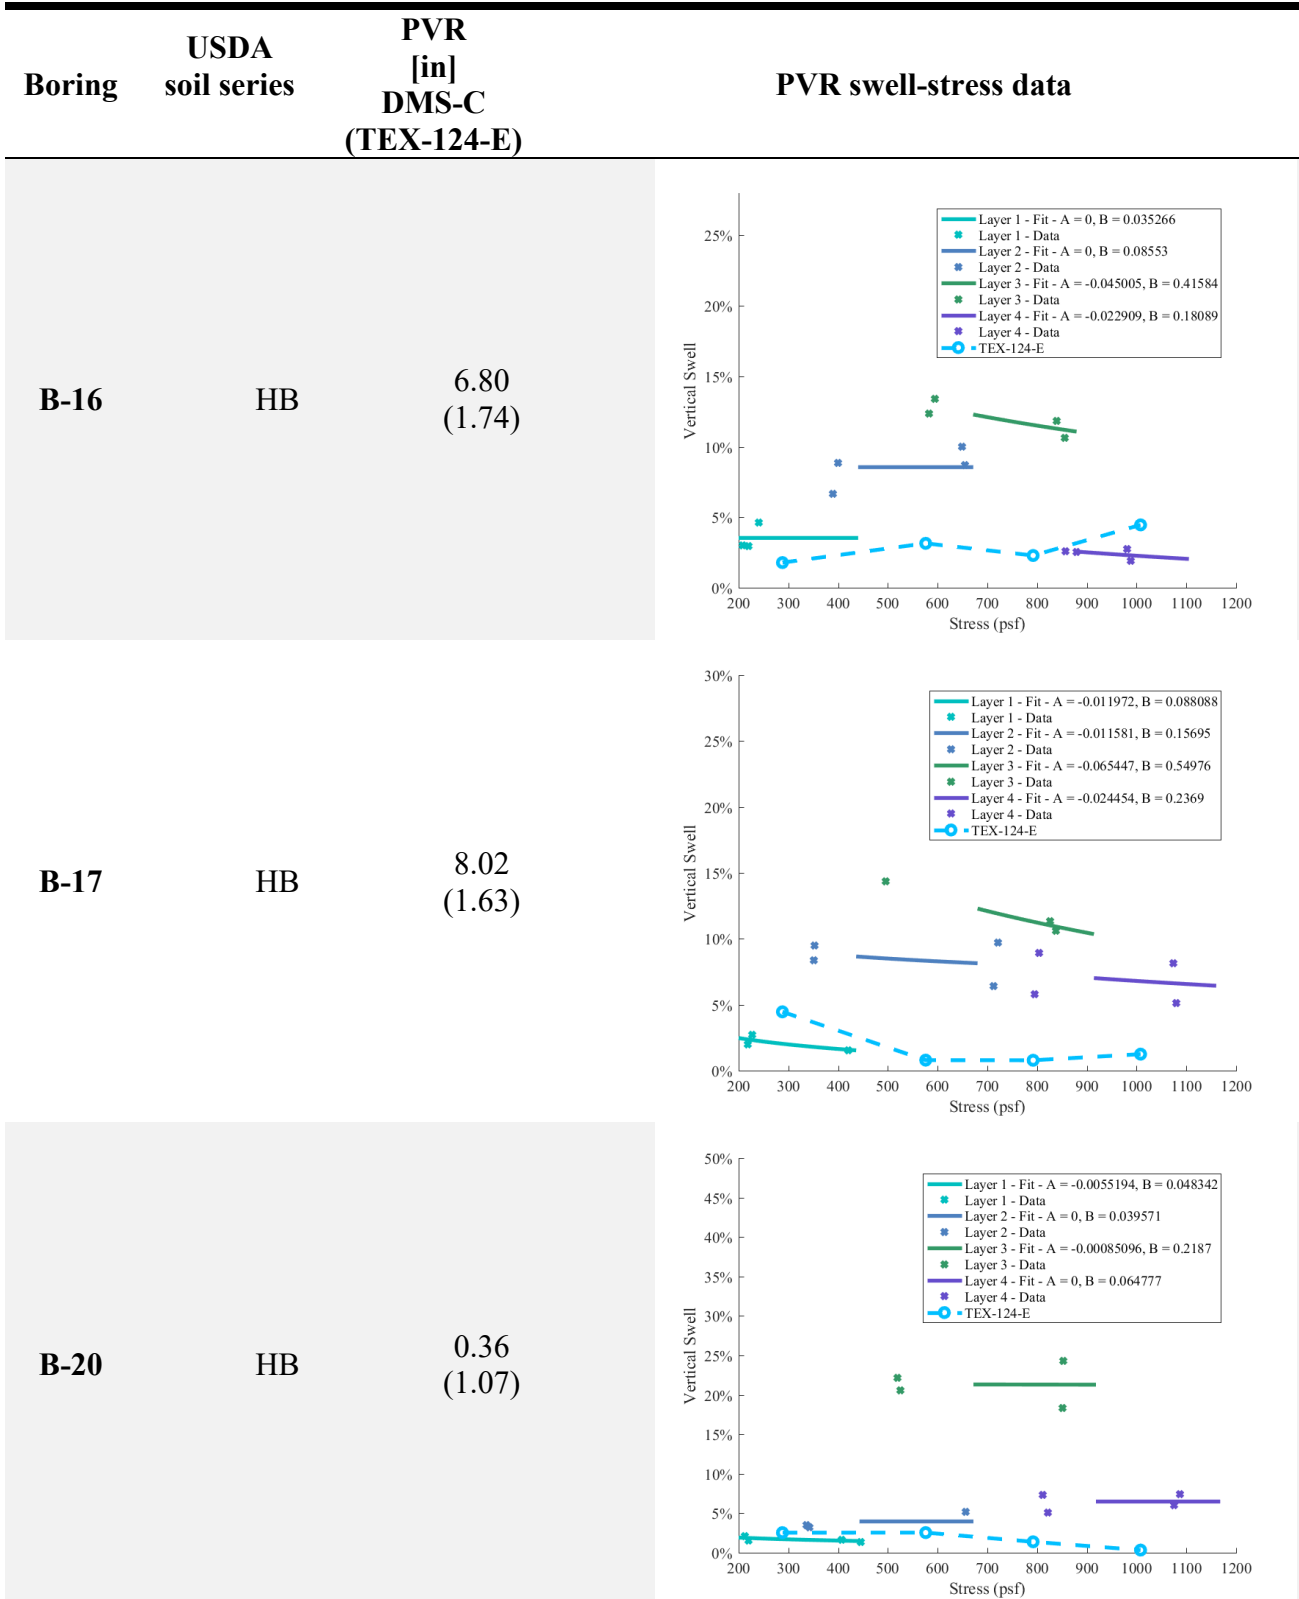 Boring
USDA
soil series
PVR
[in]
DMS-C
(TEX-124-E)
PVR swell-stress data
B-16
HB
6.80
(1.74)
25%
20%
15%
10%
5%
0%
Vertical Swell
200 300 400 500 600 700 800 900 1000 1100 1200
Stress (psf)
Layer 1 - Fit - A = 0, B = 0.035266
Layer 1 - Data
Layer 2 - Fit - A = 0, B = 0.08553
Layer 2 - Data
Layer 3 - Fit - A = -0.045005, B = 0.41584
Layer 3 - Data
Layer 4 - Fit - A = -0.022909, B = 0.18089
Layer 4 - Data
TEX-124-E
B-17
HB
8.02
(1.63)
30%
25%
20%
15%
10%
5%
0%
Vertical Swell
200 300 400 500 600 700 800 900 1000 1100 1200
Stress (psf)
Layer 1 - Fit - A = -0.011972, B = 0.088088
Layer 1 - Data
Layer 2 - Fit - A = -0.011581, B = 0.15695
Layer 2 - Data
Layer 3 - Fit - A = -0.065447, B = 0.54976
Layer 3 - Data
Layer 4 - Fit - A = -0.024454, B = 0.2369
Layer 4 - Data
TEX-124-E
B-20
HB
0.36
(1.07)
50%
45%
40%
35%
30%
25%
20%
15%
10%
5%
0%
Vertical Swell
200 300 400 500 600 700 800 900 1000 1100 1200
Stress (psf)
Layer 1 - Fit - A = -0.0055194, B = 0.048342
Layer 1 - Data
Layer 2 - Fit - A = 0, B = 0.039571
Layer 2 - Data
Layer 3 - Fit - A = -0.00085096, B = 0.2187
Layer 3 - Data
Layer 4 - Fit - A = 0, B = 0.064777
Layer 4 - Data
TEX-124-E